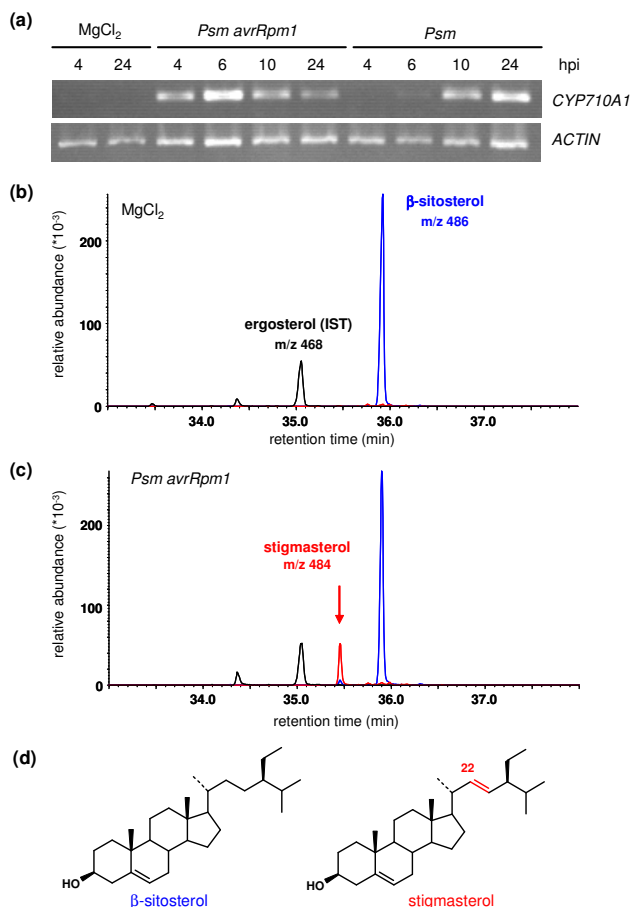 (a)
MgCl₂ Psm avrRpm1 Psm
4 24 4 6 10 24 4 6 10 24 hpi
CYP710A1
ACTIN
(b)
MgCl₂
β-sitosterol
m/z 486
ergosterol (IST)
m/z 468
relative abundance (*10⁻³)
200
100
0
34.0 35.0 36.0 37.0
retention time (min)
(c)
Psm avrRpm1
stigmasterol
m/z 484
relative abundance (*10⁻³)
200
100
0
34.0 35.0 36.0 37.0
retention time (min)
(d)
22
HO
β-sitosterol
HO
stigmasterol